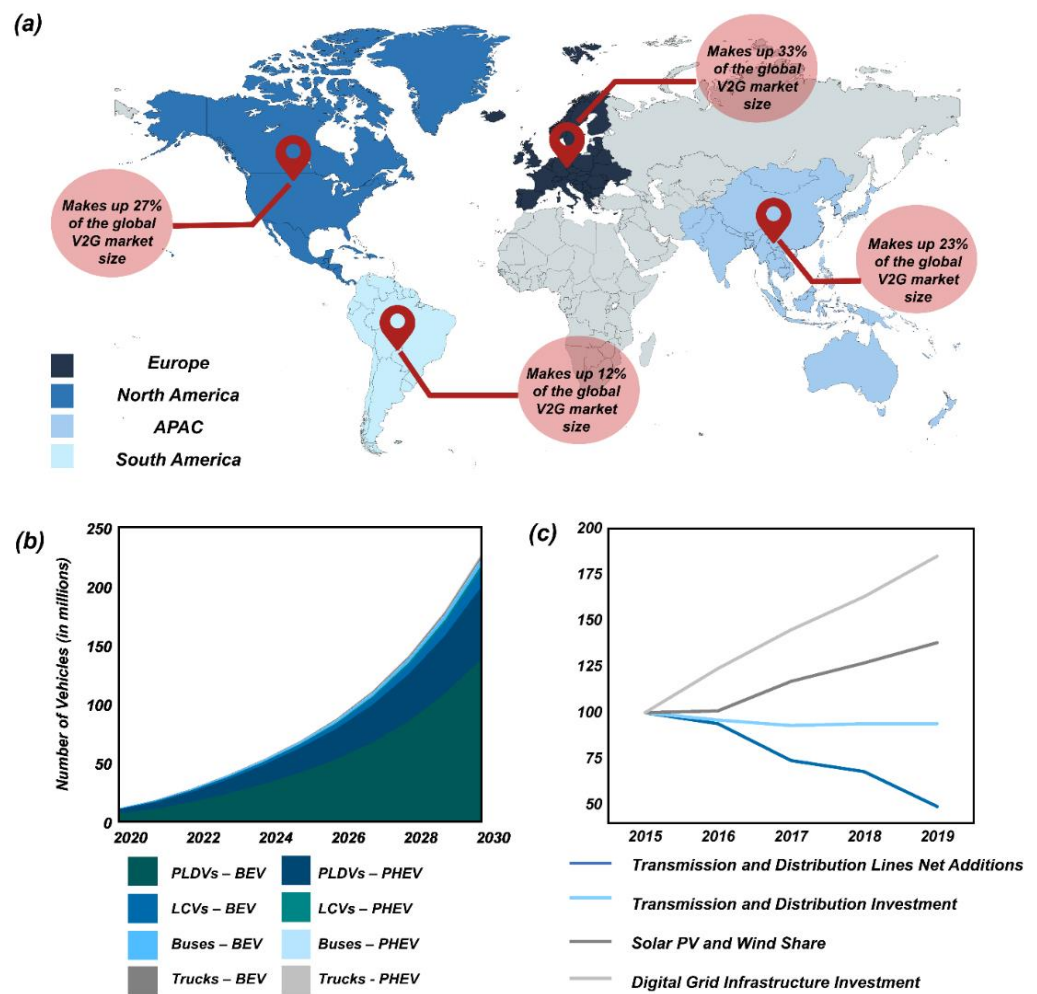 (a)
Makes up 33%
of the global
V2G market
size
Makes up 27%
of the global
V2G market
size
Makes up 23%
of the global
V2G market
size
Makes up 12%
of the global
V2G market
size
Europe
North America
APAC
South America
(b)
Number of Vehicles (in millions)
250
200
150
100
50
0
2020 2022 2024 2026 2028 2030
PLDVs – BEV PLDVs – PHEV
LCVs – BEV LCVs – PHEV
Buses – BEV Buses – PHEV
Trucks – BEV Trucks - PHEV
(c)
200
175
150
125
100
75
50
2015 2016 2017 2018 2019
Transmission and Distribution Lines Net Additions
Transmission and Distribution Investment
Solar PV and Wind Share
Digital Grid Infrastructure Investment